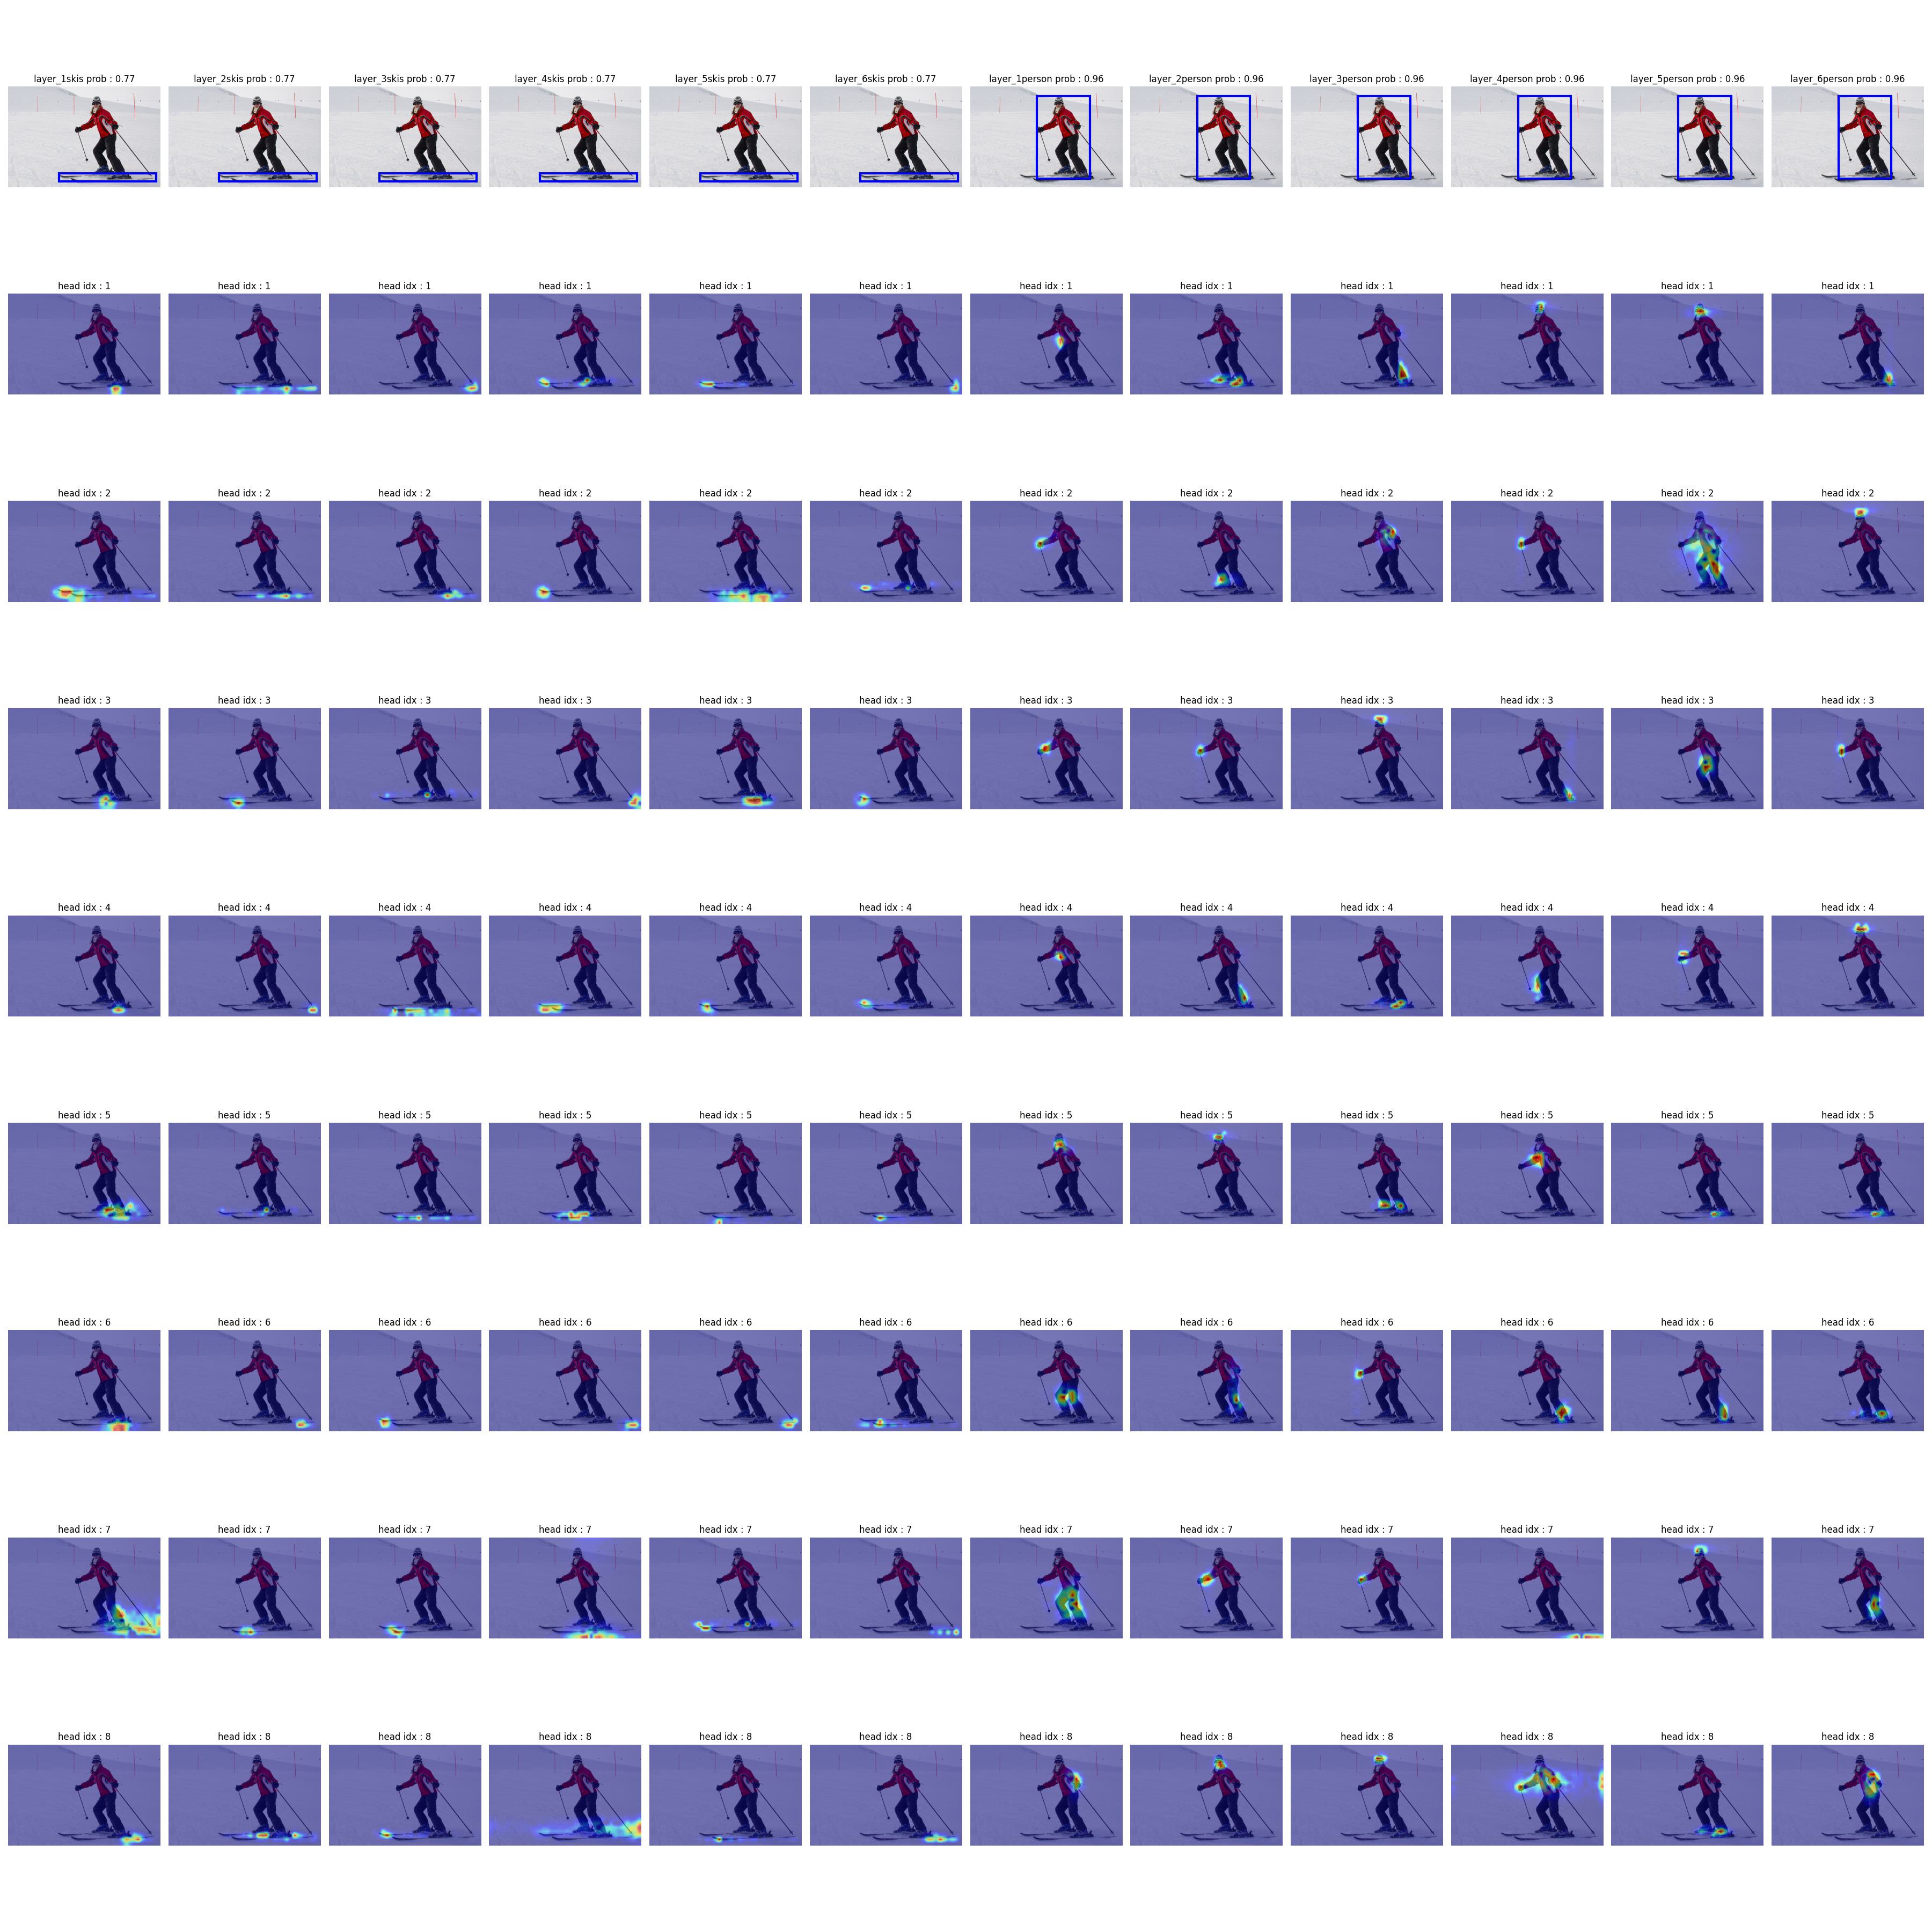 layer_1skis prob : 0.77 layer_2skis prob : 0.77 layer_3skis prob : 0.77 layer_4skis prob : 0.77 layer_5skis prob : 0.77 layer_6skis prob : 0.77 layer_1person prob : 0.96 layer_2person prob : 0.96 layer_3person prob : 0.96 layer_4person prob : 0.96 layer_5person prob : 0.96 layer_6person prob : 0.96
head idx : 1 head idx : 1 head idx : 1 head idx : 1 head idx : 1 head idx : 1 head idx : 1 head idx : 1 head idx : 1 head idx : 1 head idx : 1 head idx : 1
head idx : 2 head idx : 2 head idx : 2 head idx : 2 head idx : 2 head idx : 2 head idx : 2 head idx : 2 head idx : 2 head idx : 2 head idx : 2 head idx : 2
head idx : 3 head idx : 3 head idx : 3 head idx : 3 head idx : 3 head idx : 3 head idx : 3 head idx : 3 head idx : 3 head idx : 3 head idx : 3 head idx : 3
head idx : 4 head idx : 4 head idx : 4 head idx : 4 head idx : 4 head idx : 4 head idx : 4 head idx : 4 head idx : 4 head idx : 4 head idx : 4 head idx : 4
head idx : 5 head idx : 5 head idx : 5 head idx : 5 head idx : 5 head idx : 5 head idx : 5 head idx : 5 head idx : 5 head idx : 5 head idx : 5 head idx : 5
head idx : 6 head idx : 6 head idx : 6 head idx : 6 head idx : 6 head idx : 6 head idx : 6 head idx : 6 head idx : 6 head idx : 6 head idx : 6 head idx : 6
head idx : 7 head idx : 7 head idx : 7 head idx : 7 head idx : 7 head idx : 7 head idx : 7 head idx : 7 head idx : 7 head idx : 7 head idx : 7 head idx : 7
head idx : 8 head idx : 8 head idx : 8 head idx : 8 head idx : 8 head idx : 8 head idx : 8 head idx : 8 head idx : 8 head idx : 8 head idx : 8 head idx : 8